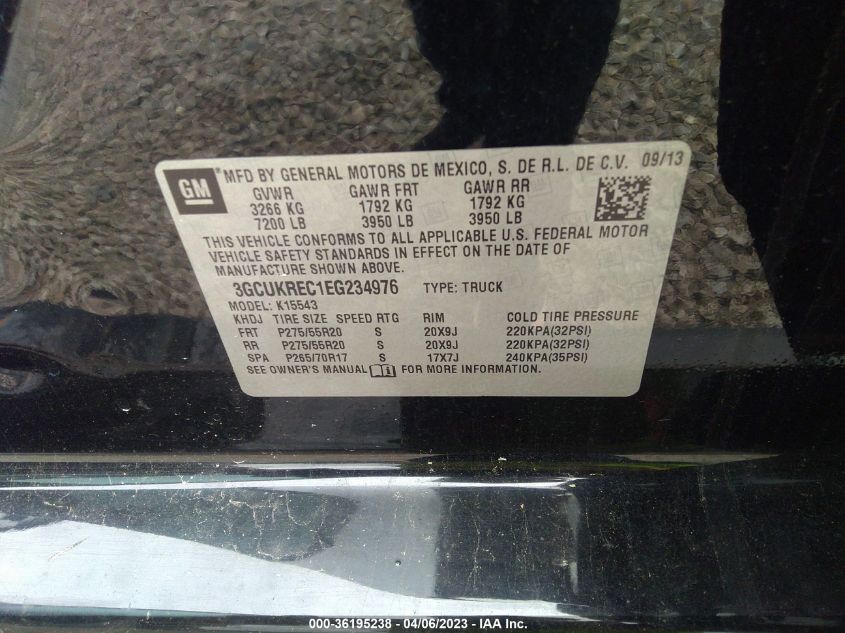 GM ® MFD BY GENERAL MOTORS DE MEXICO, S. DE R.L. DE C.V. 09/13
GVWR GAWR FRT GAWR RR
3266 KG 1792 KG 1792 KG
7200 LB 3950 LB 3950 LB
THIS VEHICLE CONFORMS TO ALL APPLICABLE U.S. FEDERAL MOTOR
VEHICLE SAFETY STANDARDS IN EFFECT ON THE DATE OF
MANUFACTURE SHOWN ABOVE.
3GCUKREC1EG234976 TYPE: TRUCK
MODEL: K15543
KHDJ TIRE SIZE SPEED RTG RIM COLD TIRE PRESSURE
FRT P275/55R20 S 20X9J 220KPA(32PSI)
RR P275/55R20 S 20X9J 220KPA(32PSI)
SPA P265/70R17 S 17X7J 240KPA(35PSI)
SEE OWNER'S MANUAL FOR MORE INFORMATION
000-36195238 - 04/06/2023 - IAA Inc.